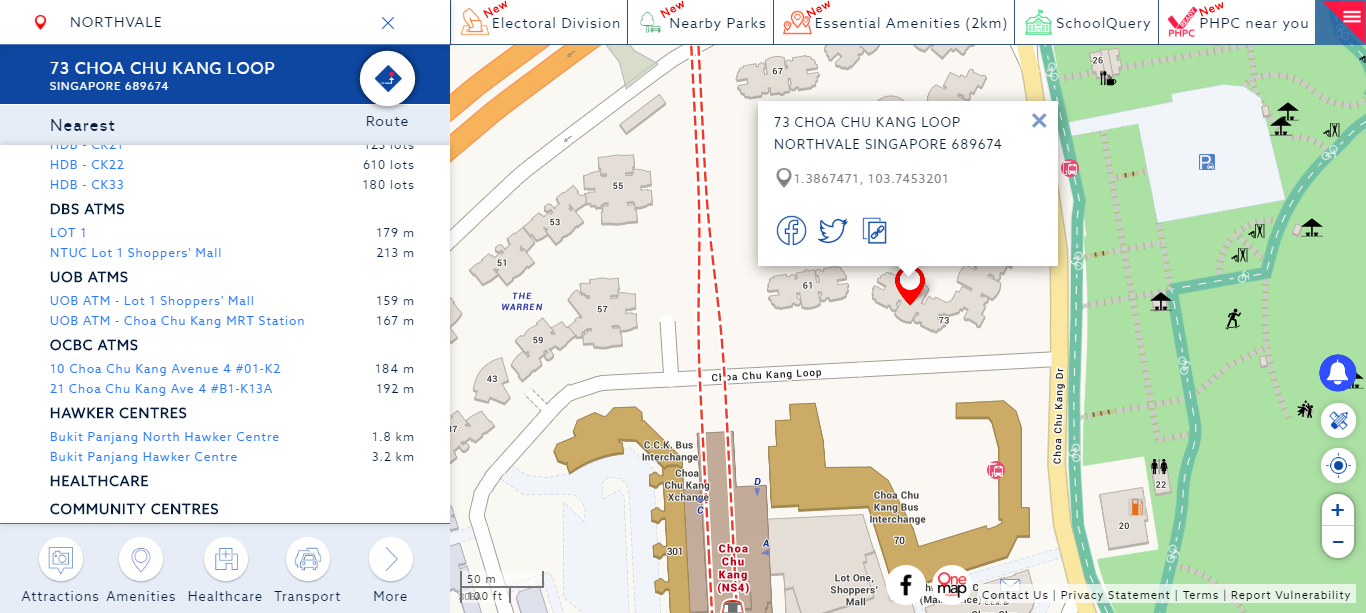 NORTHVALE
New
Electoral Division
New
Nearby Parks
New
Essential Amenities (2km)
SchoolQuery
READY
PHPC
New
PHPC near you
73 CHOA CHU KANG LOOP
SINGAPORE 689674
Nearest
Route
HDB - CK21 123 lots
HDB - CK22 610 lots
HDB - CK33 180 lots
DBS ATMS
LOT 1 179 m
NTUC Lot 1 Shoppers' Mall 213 m
UOB ATMS
UOB ATM - Lot 1 Shoppers' Mall 159 m
UOB ATM - Choa Chu Kang MRT Station 167 m
OCBC ATMS
10 Choa Chu Kang Avenue 4 #01-K2 184 m
21 Choa Chu Kang Ave 4 #B1-K13A 192 m
HAWKER CENTRES
Bukit Panjang North Hawker Centre 1.8 km
Bukit Panjang Hawker Centre 3.2 km
HEALTHCARE
COMMUNITY CENTRES
Attractions
Amenities
Healthcare
Transport
More
73 CHOA CHU KANG LOOP
NORTHVALE SINGAPORE 689674
1.3867471, 103.7453201
67
26
55
53
51
THE
WARREN
57
59
43
61
73
Choa Chu Kang Loop
Choa Chu Kang Dr
C.C.K. Bus
Interchange
Choa
Chu Kang
Xchange
C
D
A
Choa Chu
Kang Bus
Interchange
70
301
Choa
Chu
Kang
(NS4)
Lot One,
Shoppers'
Mall
22
20
P
50 m
100 ft
One
map
+
−
Contact Us | Privacy Statement | Terms | Report Vulnerability